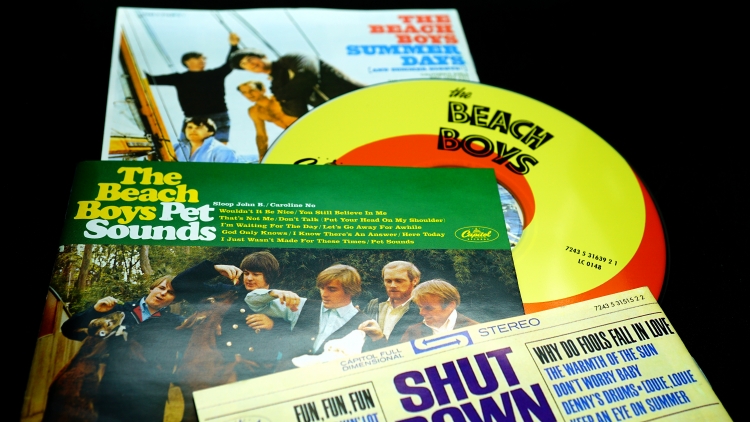 THE
BEACH
BOYS
SUMMER
DAYS
(AND SUMMER NIGHTS!!)
the
BEACH
BOYS
7243 5 31639 2 1
LC 0148
The
Beach
Boys Pet
Sounds
Sloop John B. / Caroline No
Wouldn't It Be Nice / You Still Believe In Me
That's Not Me / Don't Talk (Put Your Head On My Shoulder)
I'm Waiting For The Day / Let's Go Away For Awhile
God Only Knows / I Know There's An Answer / Here Today
I Just Wasn't Made For These Times / Pet Sounds
Capitol
7243 5 31515 2 2
CAPITOL FULL
DIMENSIONAL
STEREO
FUN, FUN, FUN
SHUT
DOWN
WHY DO FOOLS FALL IN LOVE
THE WARMTH OF THE SUN
DON'T WORRY BABY
DENNY'S DRUMS • LOUIE, LOUIE
KEEP AN EYE ON SUMMER